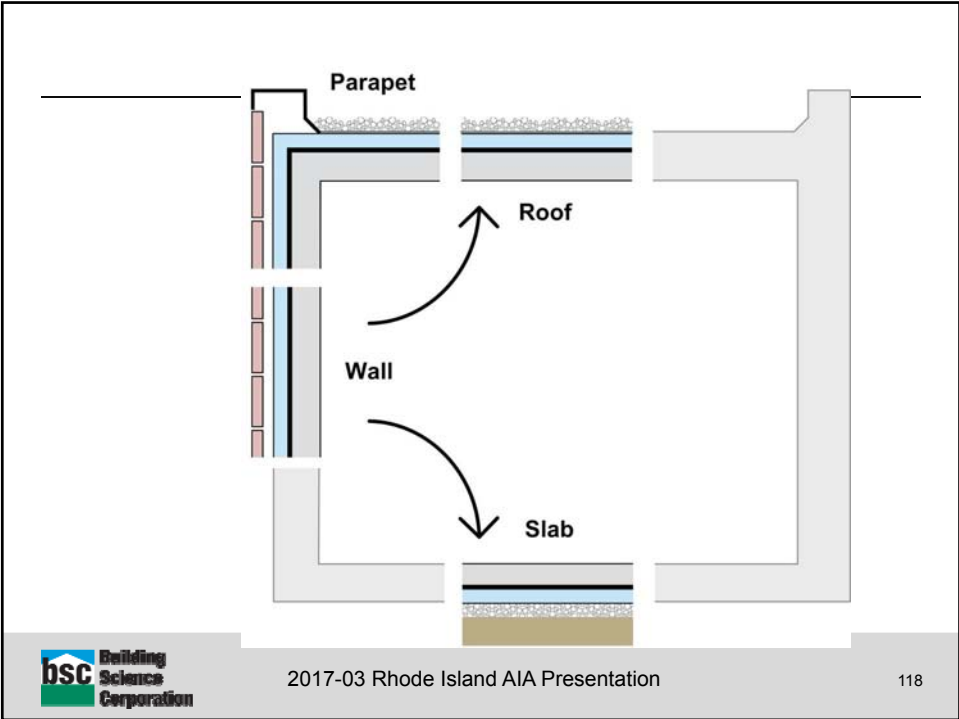 Parapet
Roof
Wall
Slab
bsc
Building
Science
Corporation
2017-03 Rhode Island AIA Presentation
118